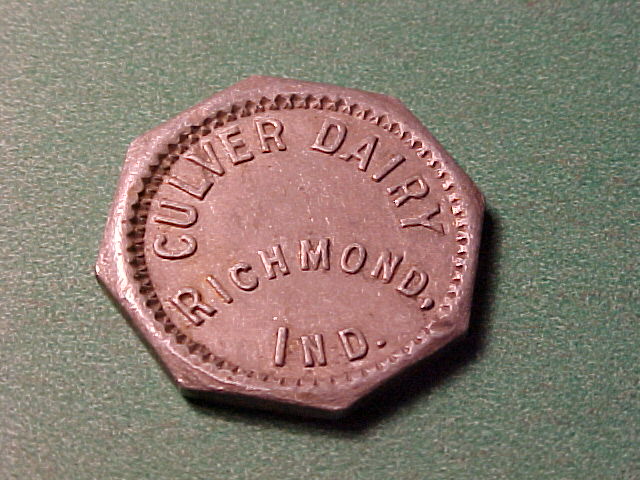 CULVER DAIRY
RICHMOND,
IND.